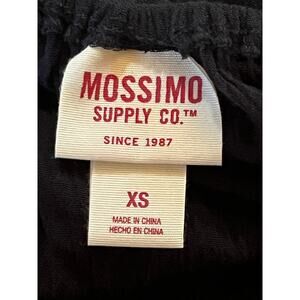 MOSSIMO
SUPPLY CO.™
SINCE 1987
XS
MADE IN CHINA
HECHO EN CHINA